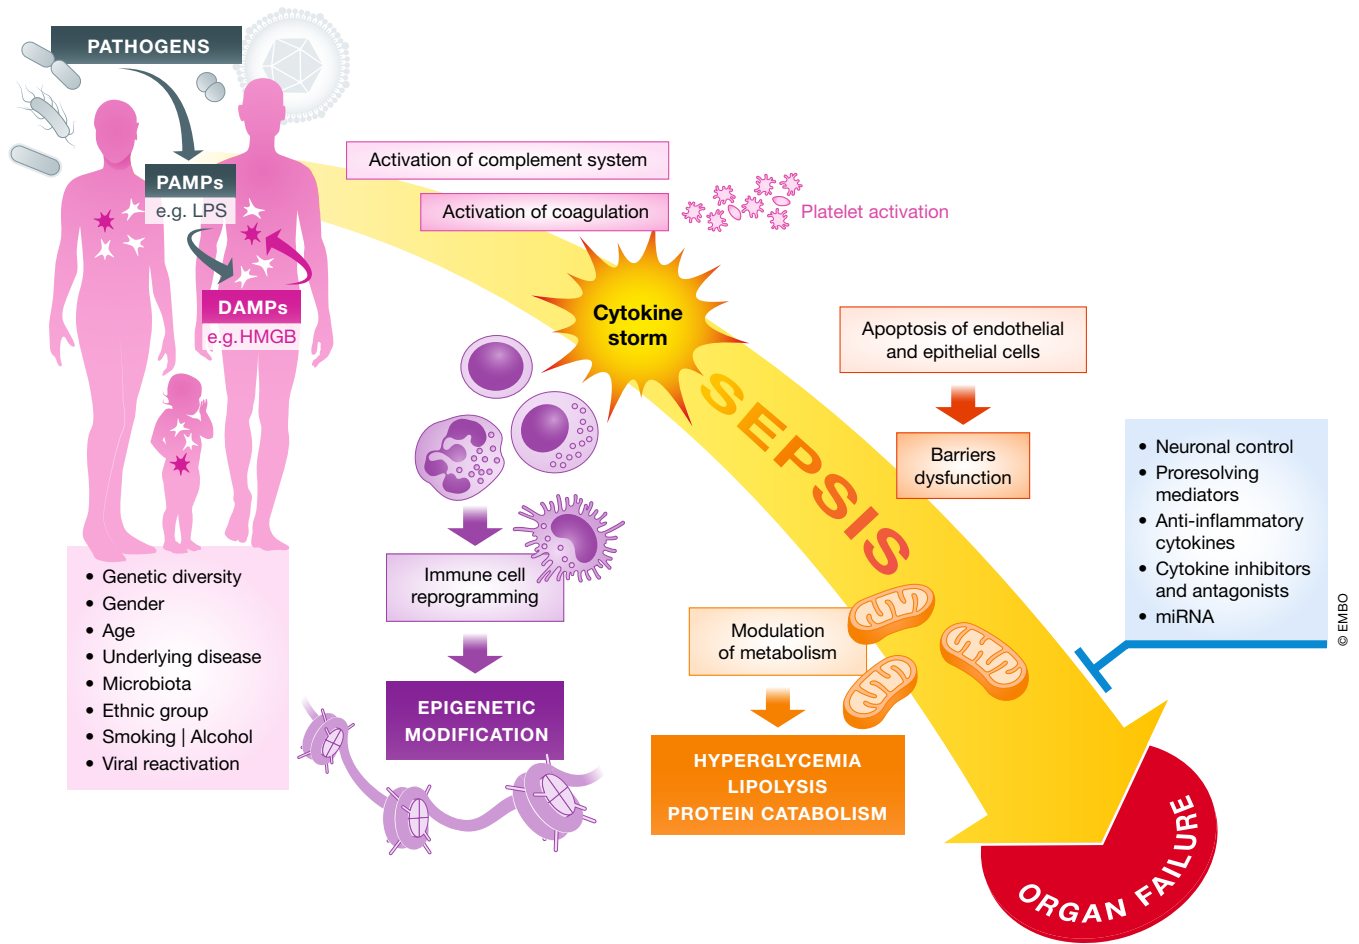 PATHOGENS
PAMPs
e.g. LPS
DAMPs
e.g. HMGB
• Genetic diversity
• Gender
• Age
• Underlying disease
• Microbiota
• Ethnic group
• Smoking | Alcohol
• Viral reactivation
Activation of complement system
Activation of coagulation
Platelet activation
Cytokine
storm
SEPSIS
Immune cell
reprogramming
EPIGENETIC
MODIFICATION
Apoptosis of endothelial
and epithelial cells
Barriers
dysfunction
Modulation
of metabolism
HYPERGLYCEMIA
LIPOLYSIS
PROTEIN CATABOLISM
• Neuronal control
• Proresolving
mediators
• Anti-inflammatory
cytokines
• Cytokine inhibitors
and antagonists
• miRNA
ORGAN FAILURE
© EMBO